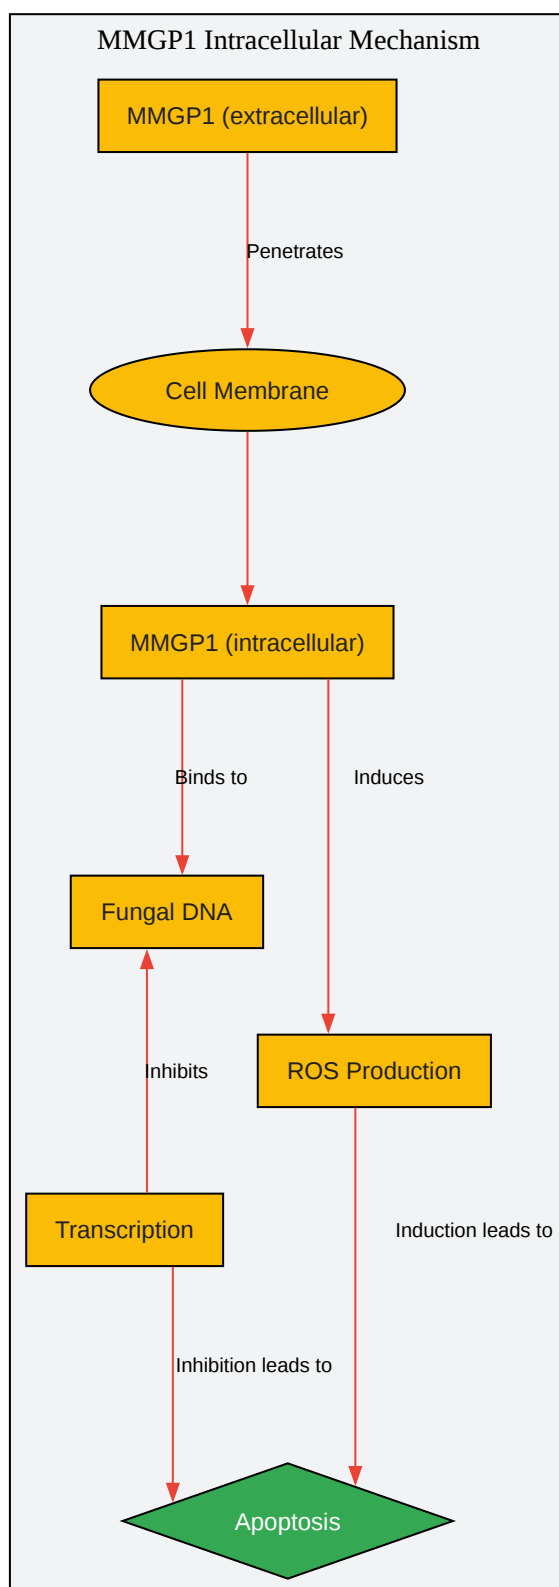 MMGP1 Intracellular Mechanism
MMGP1 (extracellular)
Penetrates
Cell Membrane
MMGP1 (intracellular)
Binds to
Induces
Fungal DNA
Inhibits
ROS Production
Transcription
Induction leads to
Inhibition leads to
Apoptosis